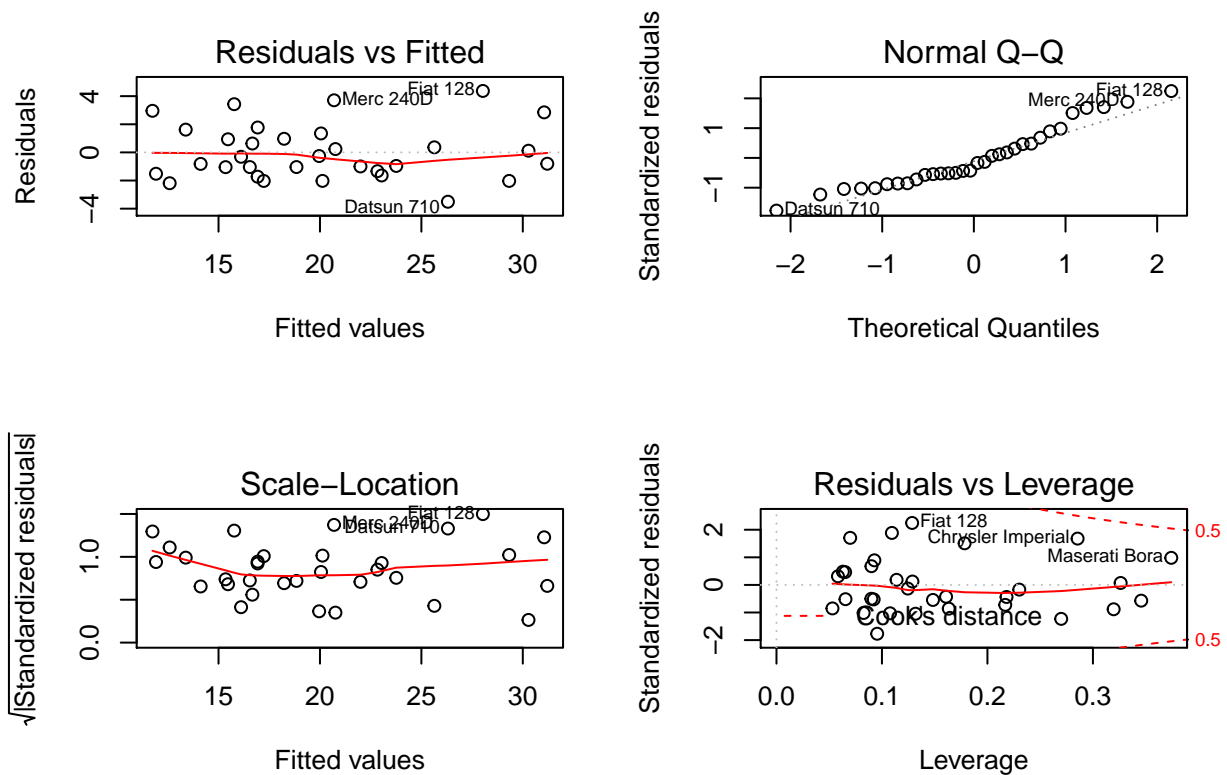 Residuals vs Fitted
Residuals
4
0
−4
Fiat 128
Merc 240D
Datsun 710
15 20 25 30
Fitted values
Normal Q−Q
Standardized residuals
1
−1
Fiat 128
Merc 240D
Datsun 710
−2 −1 0 1 2
Theoretical Quantiles
Scale−Location
√|Standardized residuals|
1.0
0.0
Fiat 128
Merc 240D
Datsun 710
15 20 25 30
Fitted values
Residuals vs Leverage
Standardized residuals
2
0
−2
Fiat 128
Chrysler Imperial
Maserati Bora
0.5
Cook's distance
0.5
0.0 0.1 0.2 0.3
Leverage